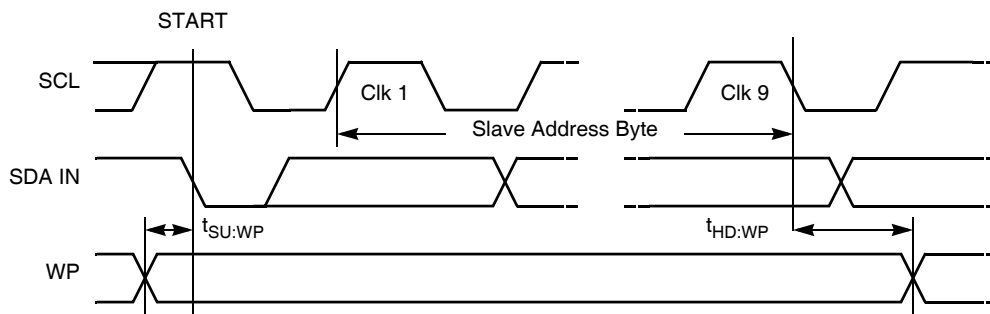 START
SCL
Clk 1
Clk 9
Slave Address Byte
SDA IN
tSU:WP
tHD:WP
WP